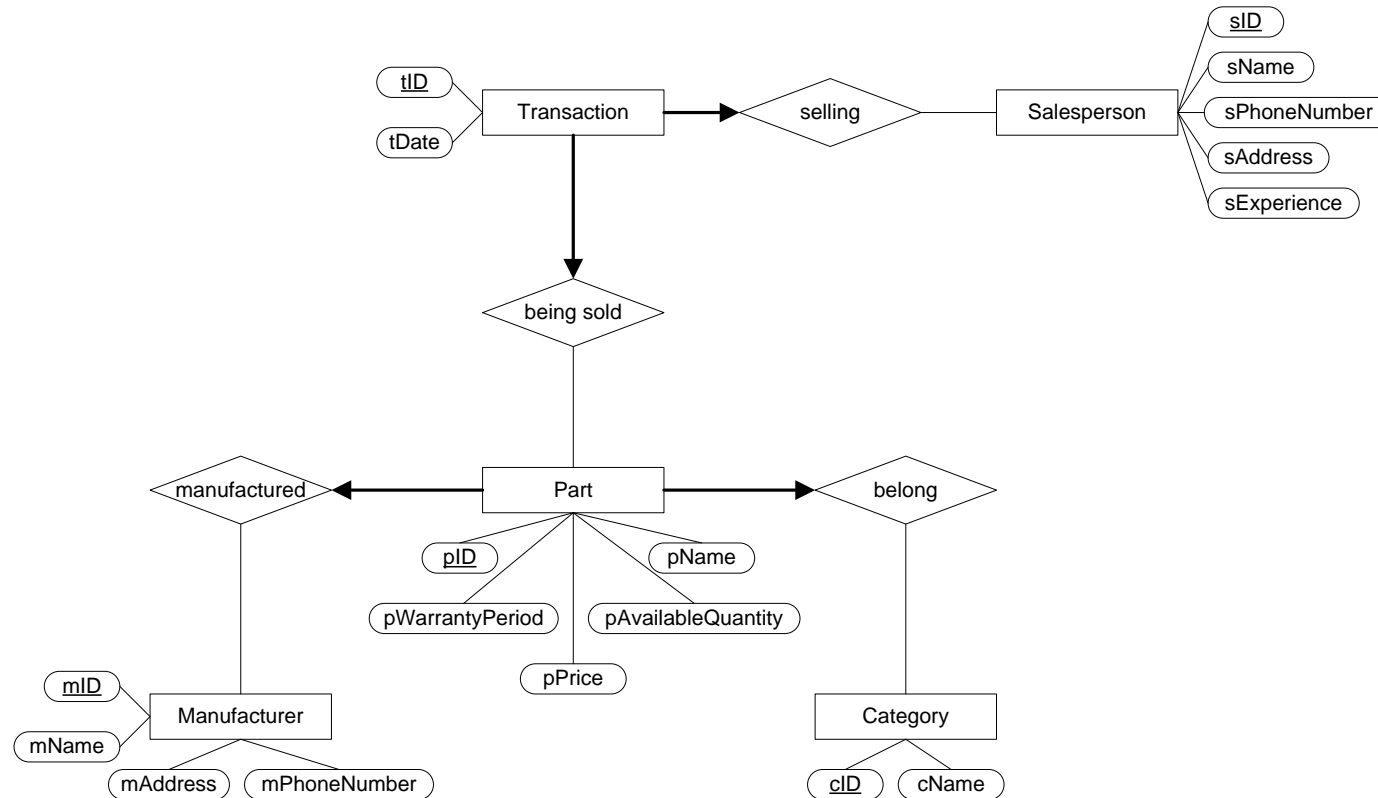 sID
tID
sName
Transaction
selling
Salesperson
sPhoneNumber
tDate
sAddress
sExperience
being sold
manufactured
Part
belong
pID
pName
pWarrantyPeriod
pAvailableQuantity
pPrice
mID
Manufacturer
Category
mName
mAddress
mPhoneNumber
cID
cName